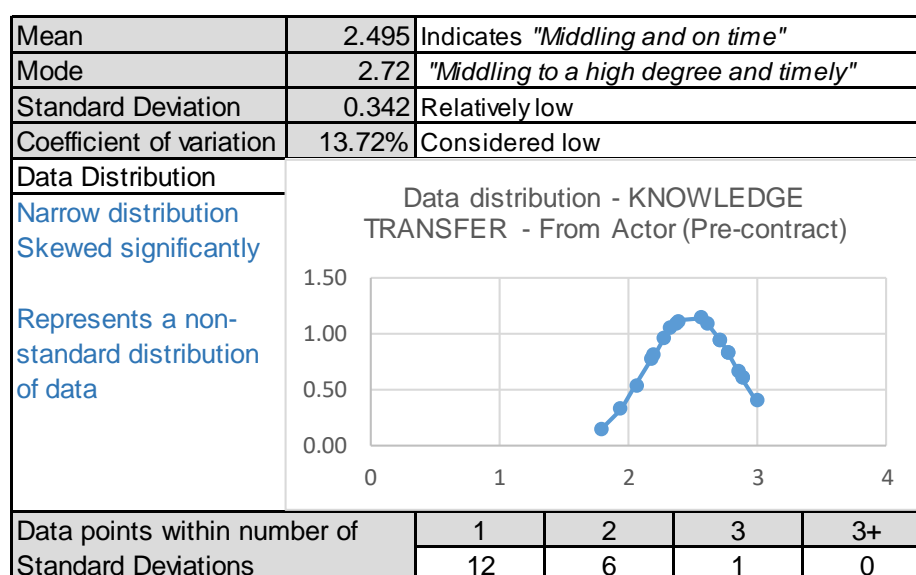 Mean 2.495 Indicates "Middling and on time"
Mode 2.72 "Middling to a high degree and timely"
Standard Deviation 0.342 Relatively low
Coefficient of variation 13.72% Considered low
Data Distribution
Narrow distribution
Skewed significantly
Represents a non-
standard distribution
of data
Data distribution - KNOWLEDGE
TRANSFER - From Actor (Pre-contract)
1.50
1.00
0.50
0.00
0 1 2 3 4
Data points within number of 1 2 3 3+
Standard Deviations 12 6 1 0